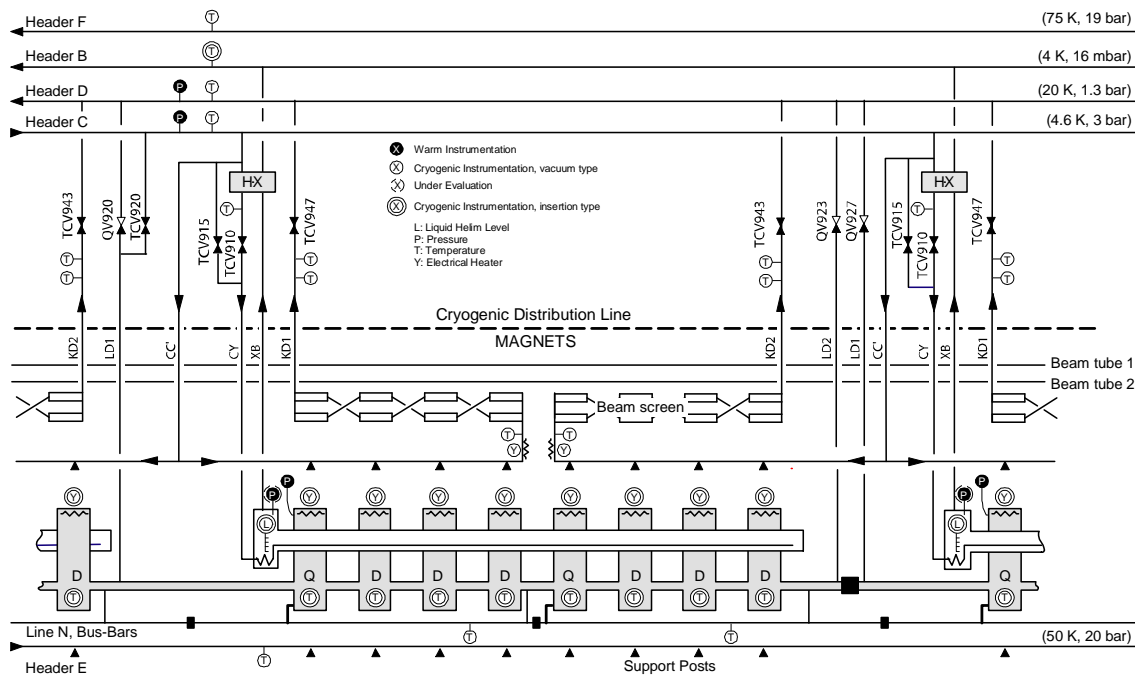 Header F
T
(75 K, 19 bar)
Header B
T
(4 K, 16 mbar)
Header D
P
T
(20 K, 1.3 bar)
Header C
P
T
(4.6 K, 3 bar)
X Warm Instrumentation
X Cryogenic Instrumentation, vacuum type
X Under Evaluation
X Cryogenic Instrumentation, insertion type
L: Liquid Helim Level
P: Pressure
T: Temperature
Y: Electrical Heater
H-X
H-X
TCV943
QV920
TCV920
TCV915
TCV910
TCV947
TCV943
QV923
QV927
TCV915
TCV910
TCV947
T
T
T
T
T
T
T
T
T
T
Cryogenic Distribution Line
MAGNETS
KD2
LD1
CC'
CY
XB
KD1
KD2
LD2
LD1
CC'
CY
XB
KD1
Beam tube 1
Beam tube 2
Beam screen
T
Y
T
Y
P
P
P
P
Y
L
Y
Y
Y
Y
Y
Y
Y
Y
L
Y
D
Q
D
D
D
Q
D
D
D
Q
T
T
T
T
T
T
T
T
T
T
Line N, Bus-Bars
T
T
(50 K, 20 bar)
Header E
T
Support Posts